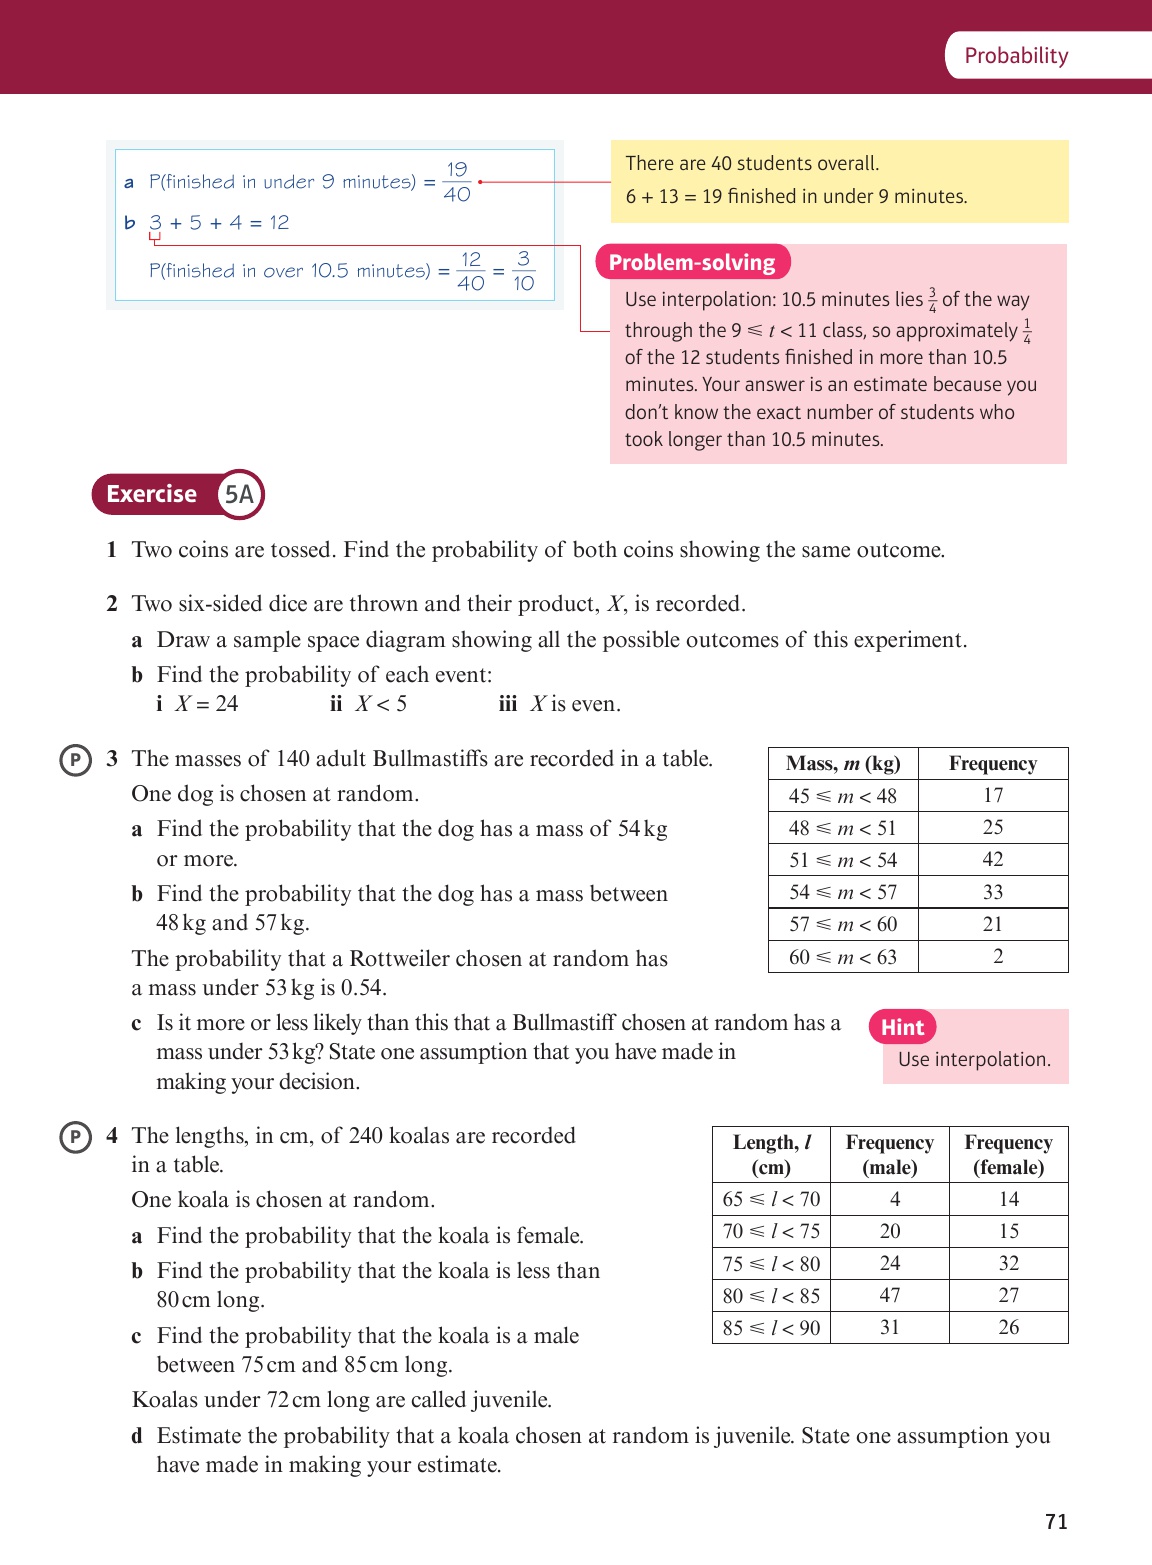 Probability
a P(finished in under 9 minutes) = 19/40
b 3 + 5 + 4 = 12
P(finished in over 10.5 minutes) = 12/40 = 3/10
There are 40 students overall.
6 + 13 = 19 finished in under 9 minutes.
Problem-solving
Use interpolation: 10.5 minutes lies 3/4 of the way
through the 9 ⩽ t < 11 class, so approximately 1/4
of the 12 students finished in more than 10.5
minutes. Your answer is an estimate because you
don’t know the exact number of students who
took longer than 10.5 minutes.
Exercise 5A
1 Two coins are tossed. Find the probability of both coins showing the same outcome.
2 Two six-sided dice are thrown and their product, X, is recorded.
a Draw a sample space diagram showing all the possible outcomes of this experiment.
b Find the probability of each event:
i X = 24 ii X < 5 iii X is even.
P 3 The masses of 140 adult Bullmastiffs are recorded in a table.
One dog is chosen at random.
a Find the probability that the dog has a mass of 54 kg
or more.
b Find the probability that the dog has a mass between
48 kg and 57 kg.
The probability that a Rottweiler chosen at random has
a mass under 53 kg is 0.54.
c Is it more or less likely than this that a Bullmastiff chosen at random has a
mass under 53 kg? State one assumption that you have made in
making your decision.
Mass, m (kg) Frequency
45 ⩽ m < 48 17
48 ⩽ m < 51 25
51 ⩽ m < 54 42
54 ⩽ m < 57 33
57 ⩽ m < 60 21
60 ⩽ m < 63 2
Hint
Use interpolation.
P 4 The lengths, in cm, of 240 koalas are recorded
in a table.
One koala is chosen at random.
a Find the probability that the koala is female.
b Find the probability that the koala is less than
80 cm long.
c Find the probability that the koala is a male
between 75 cm and 85 cm long.
Koalas under 72 cm long are called juvenile.
d Estimate the probability that a koala chosen at random is juvenile. State one assumption you
have made in making your estimate.
Length, l Frequency Frequency
(cm) (male) (female)
65 ⩽ l < 70 4 14
70 ⩽ l < 75 20 15
75 ⩽ l < 80 24 32
80 ⩽ l < 85 47 27
85 ⩽ l < 90 31 26
71